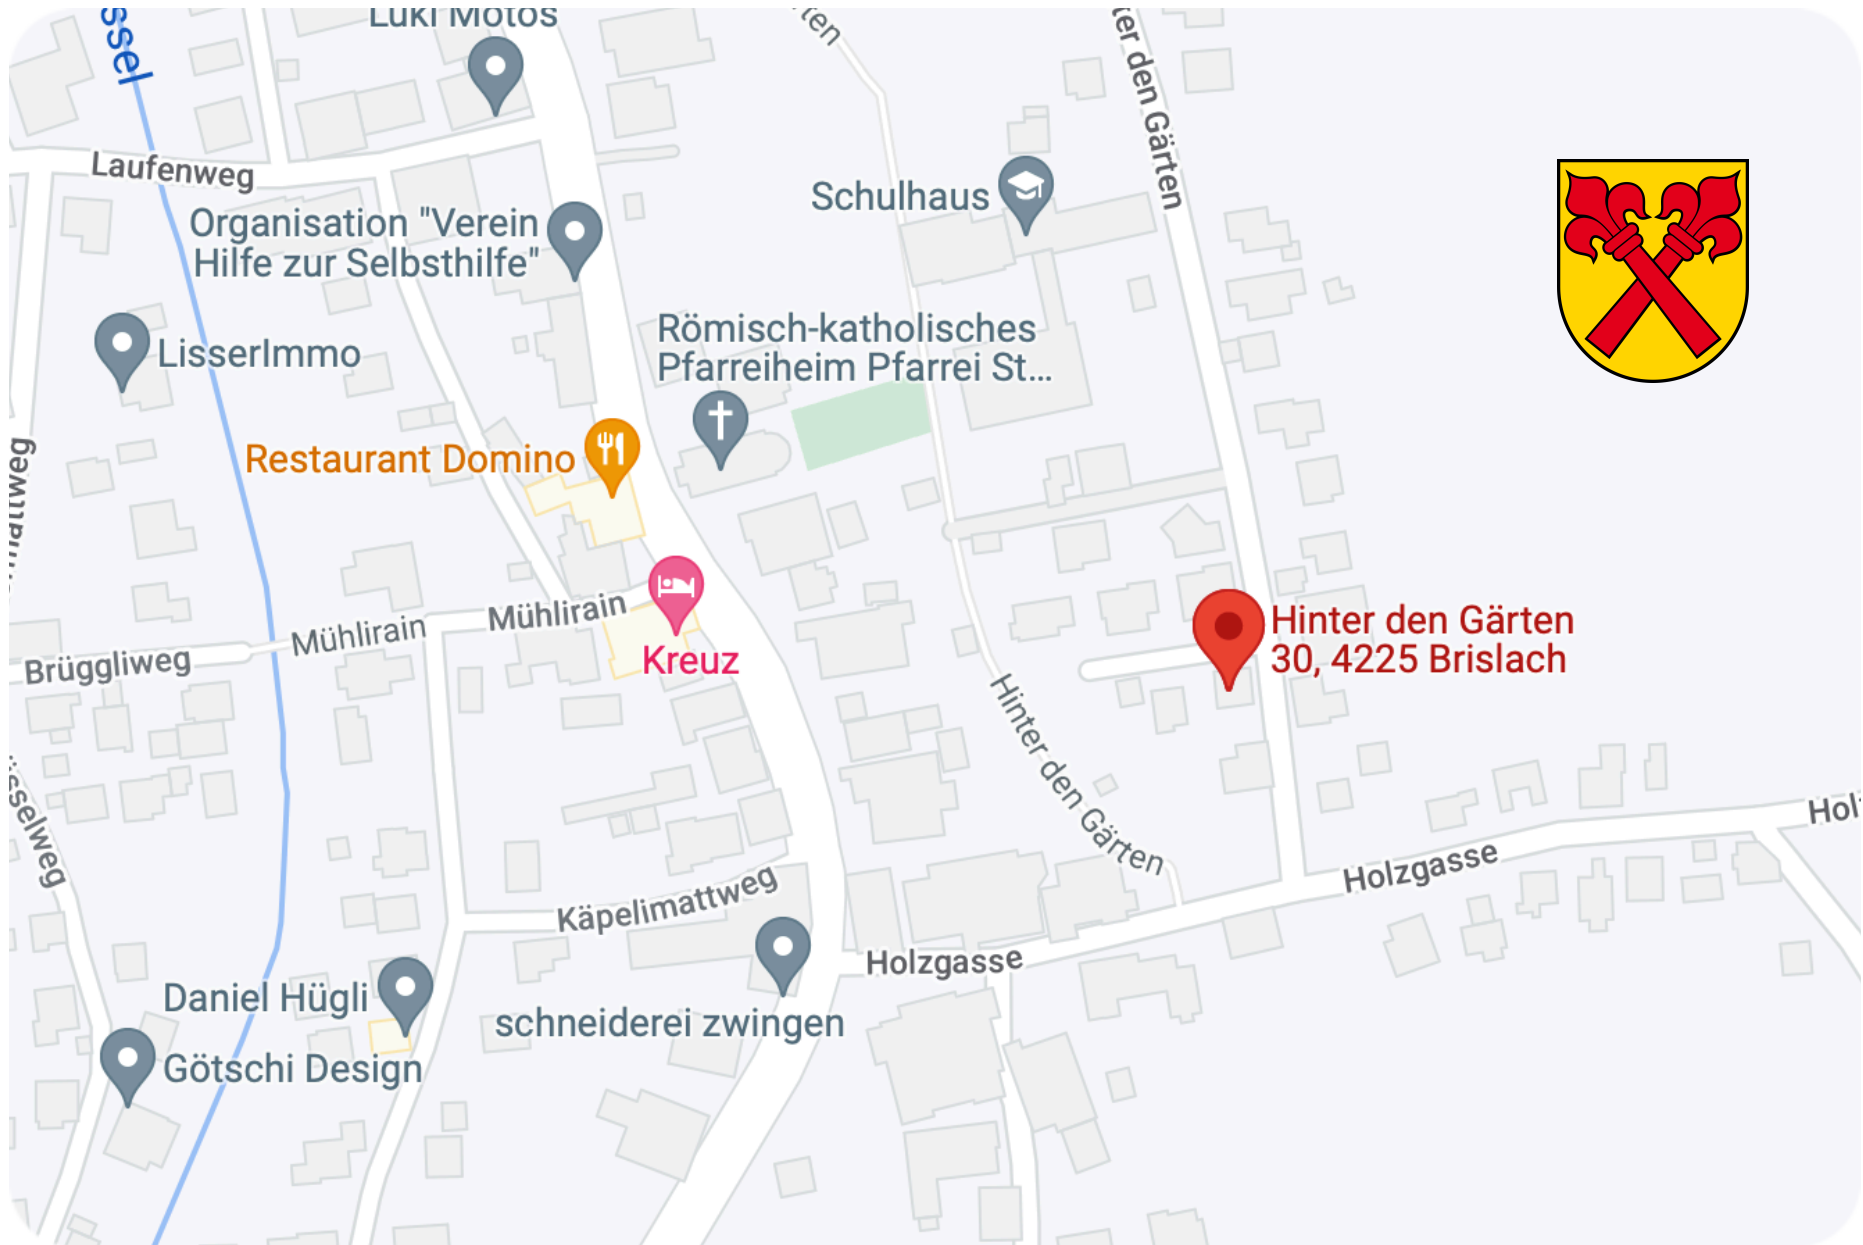 Luki Motos
Laufenweg
Organisation "Verein
Hilfe zur Selbsthilfe"
LisserImmo
Schulhaus
Römisch-katholisches
Pfarreiheim Pfarrei St...
Restaurant Domino
Kreuz
Mühlirain
Mühlirain
Brüggliweg
Hinter den Gärten
30, 4225 Brislach
Hinter den Gärten
den Gärten
Holzgasse
Holzgasse
Käpelimattweg
schneiderei zwingen
Daniel Hügli
Götschi Design